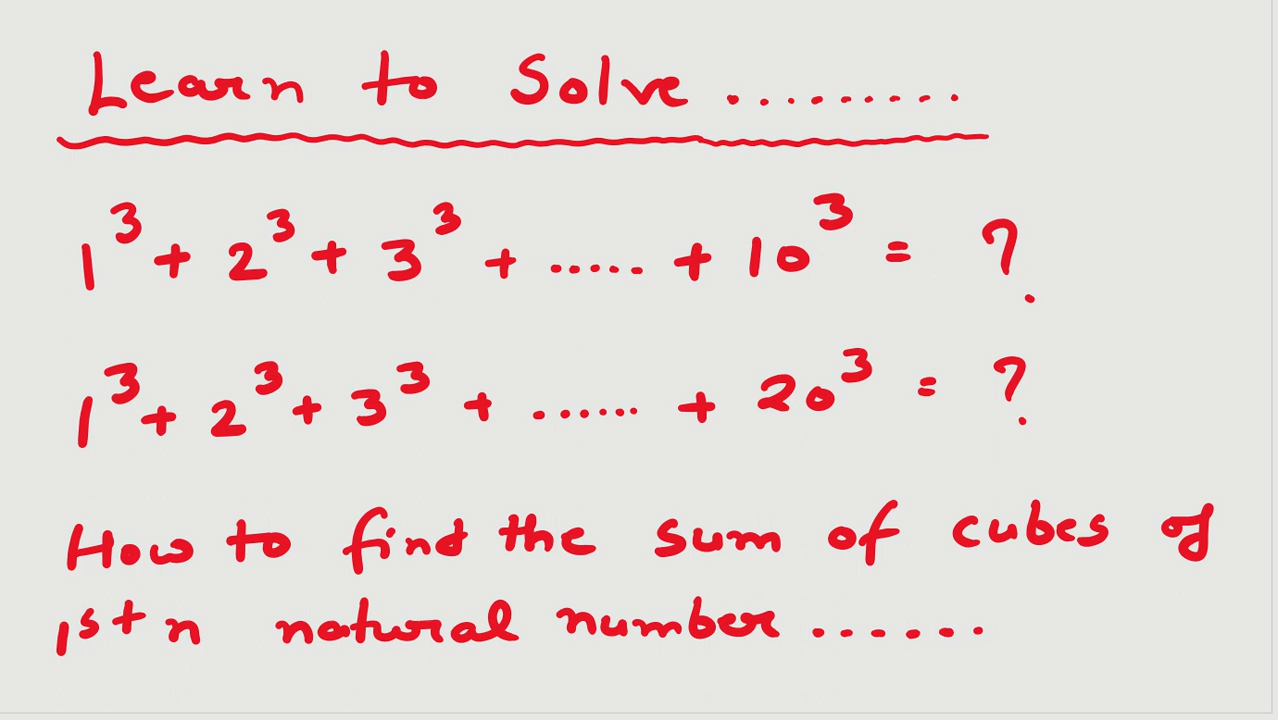 Learn to Solve .........
1³ + 2³ + 3³ + ..... + 10³ = ?
1³ + 2³ + 3³ + ...... + 20³ = ?
How to find the sum of cubes of
1st n natural number ......